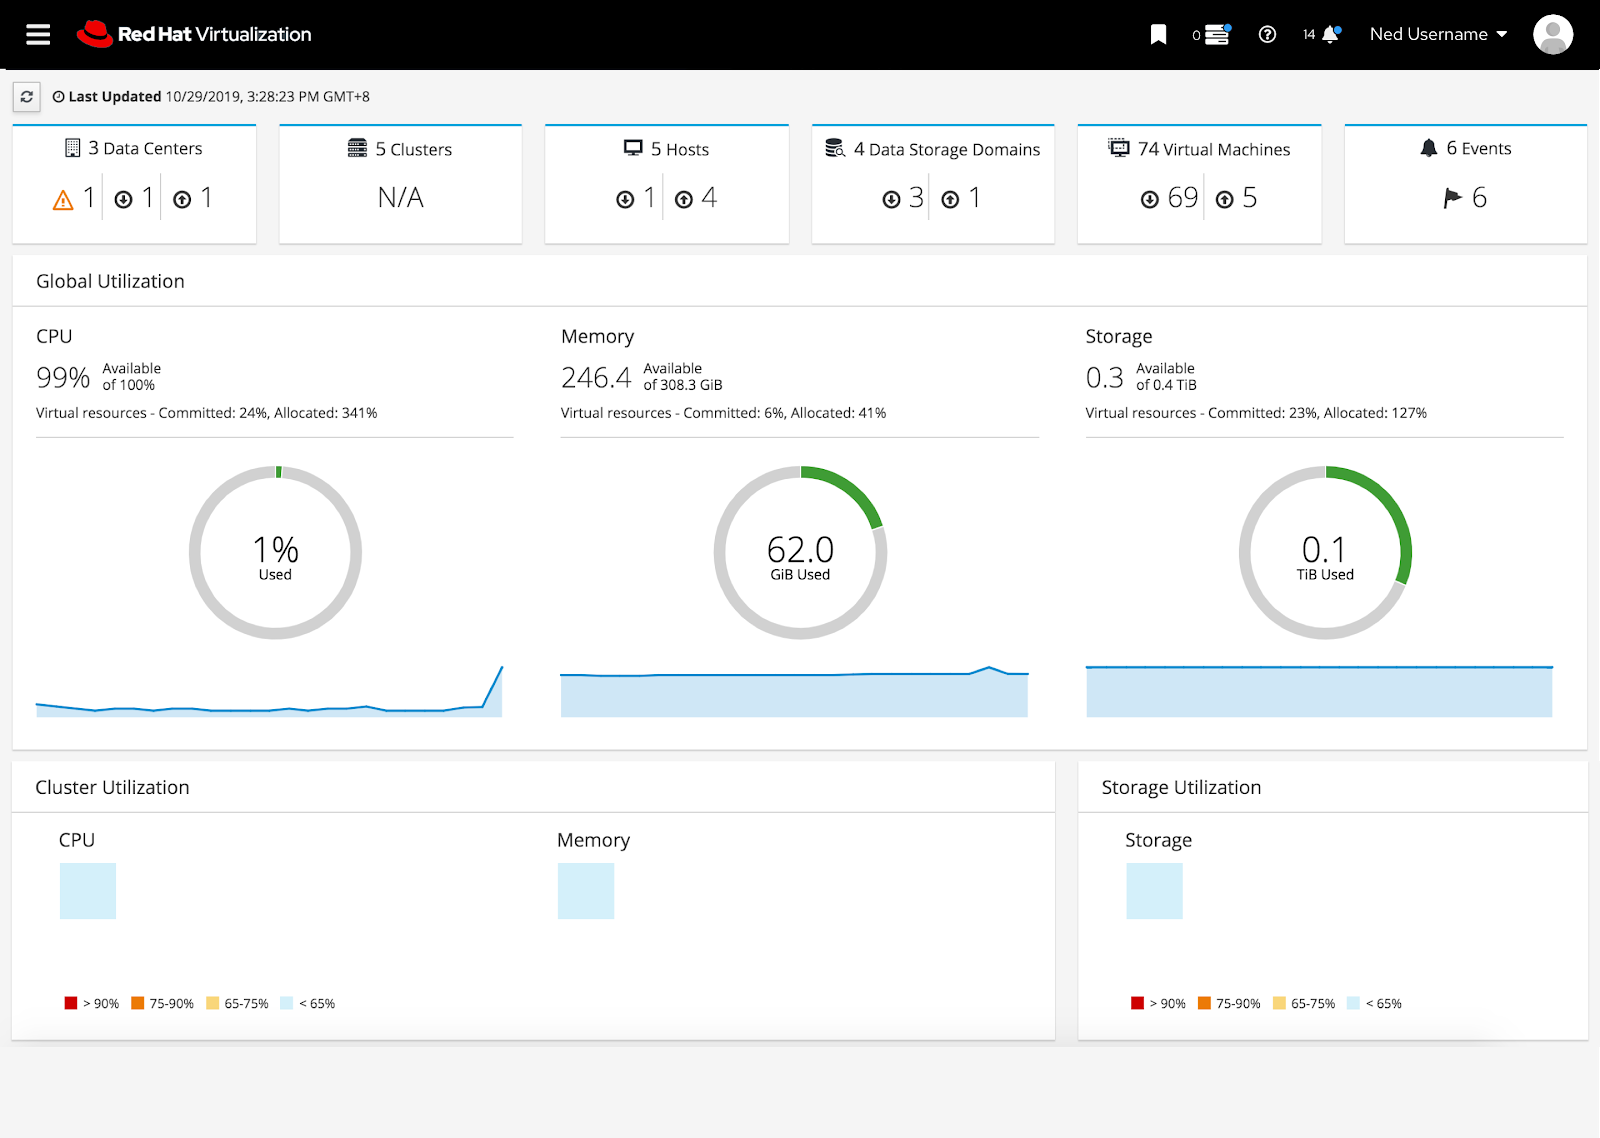 Red Hat Virtualization
0
14
Ned Username
Last Updated 10/29/2019, 3:28:23 PM GMT+8
3 Data Centers
1 1 1
5 Clusters
N/A
5 Hosts
1 4
4 Data Storage Domains
3 1
74 Virtual Machines
69 5
6 Events
6
Global Utilization
CPU
99% Available of 100%
Virtual resources - Committed: 24%, Allocated: 341%
1%
Used
Memory
246.4 Available of 308.3 GiB
Virtual resources - Committed: 6%, Allocated: 41%
62.0
GiB Used
Storage
0.3 Available of 0.4 TiB
Virtual resources - Committed: 23%, Allocated: 127%
0.1
TiB Used
Cluster Utilization
CPU
Memory
> 90% 75-90% 65-75% < 65%
Storage Utilization
Storage
> 90% 75-90% 65-75% < 65%